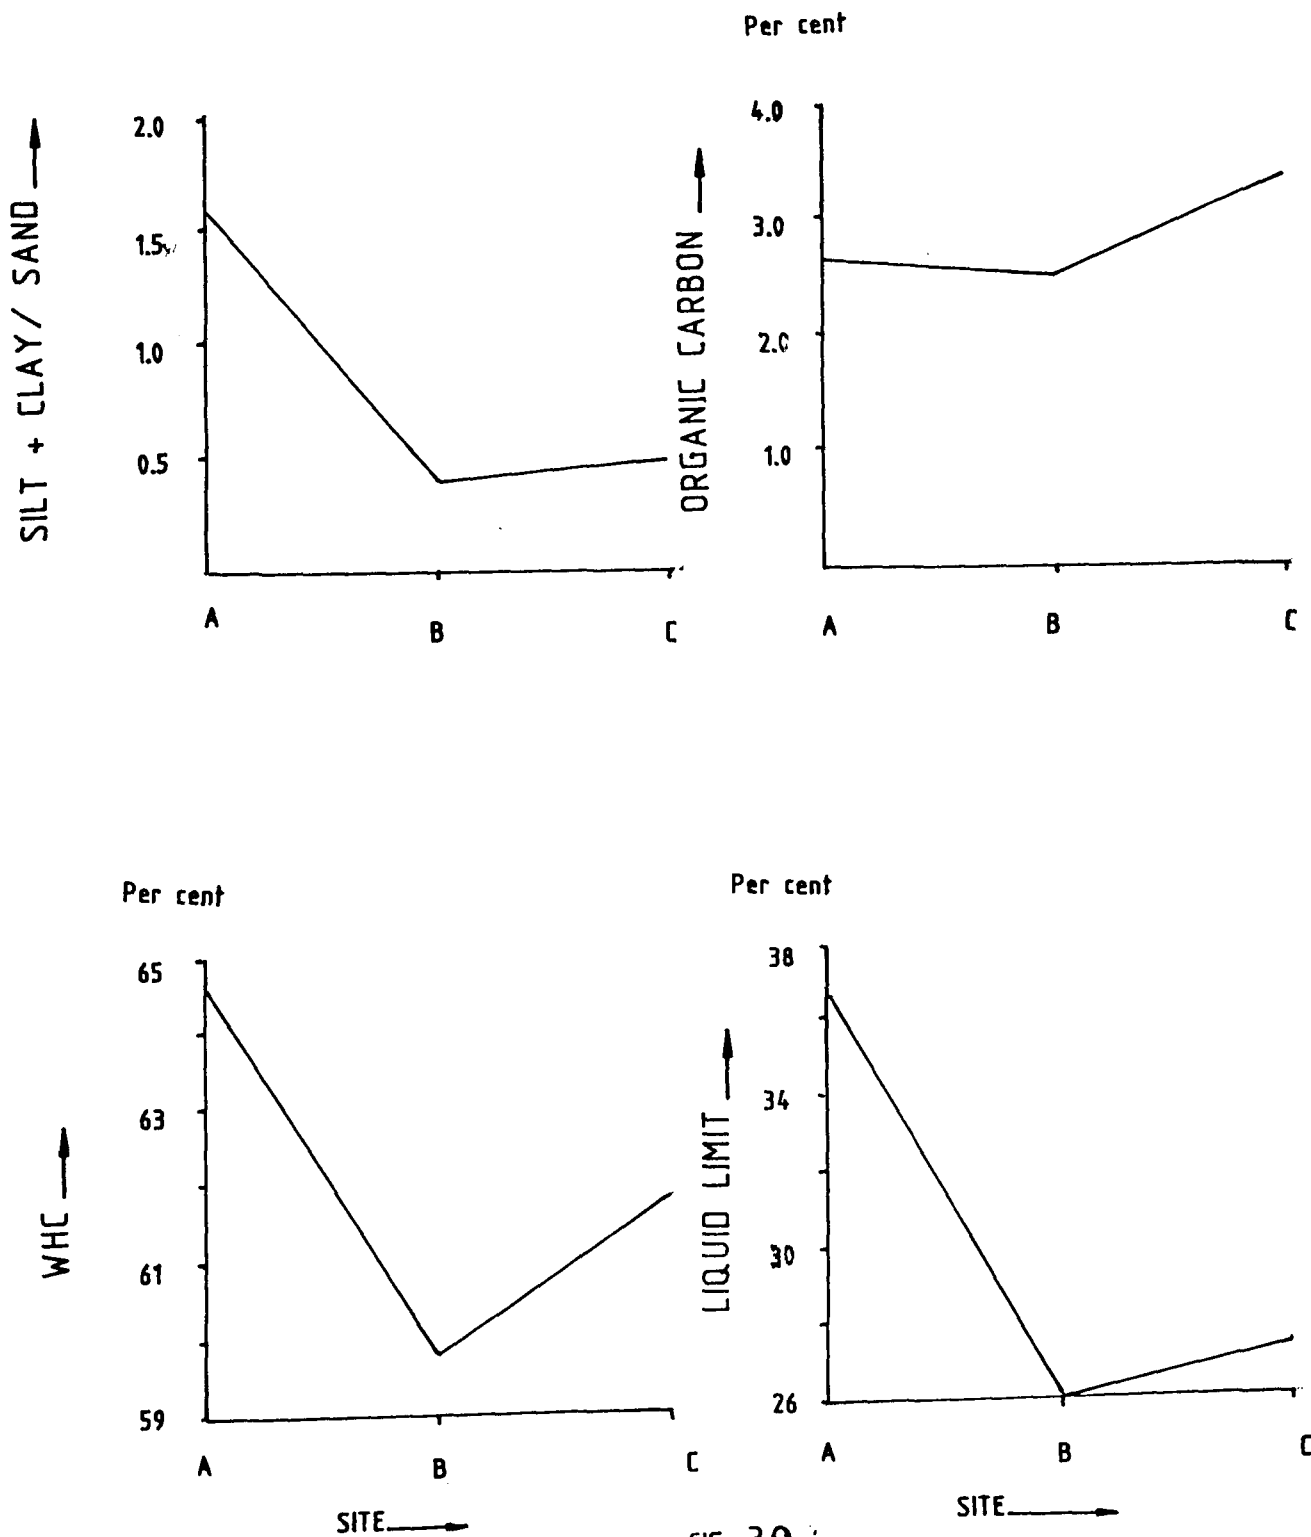 Per cent
SILT + CLAY / SAND
2.0
1.5
1.0
0.5
A B C
ORGANIC CARBON
4.0
3.0
2.0
1.0
A B C
Per cent
WHC
65
63
61
59
A B C
SITE
Per cent
LIQUID LIMIT
38
34
30
26
A B C
SITE